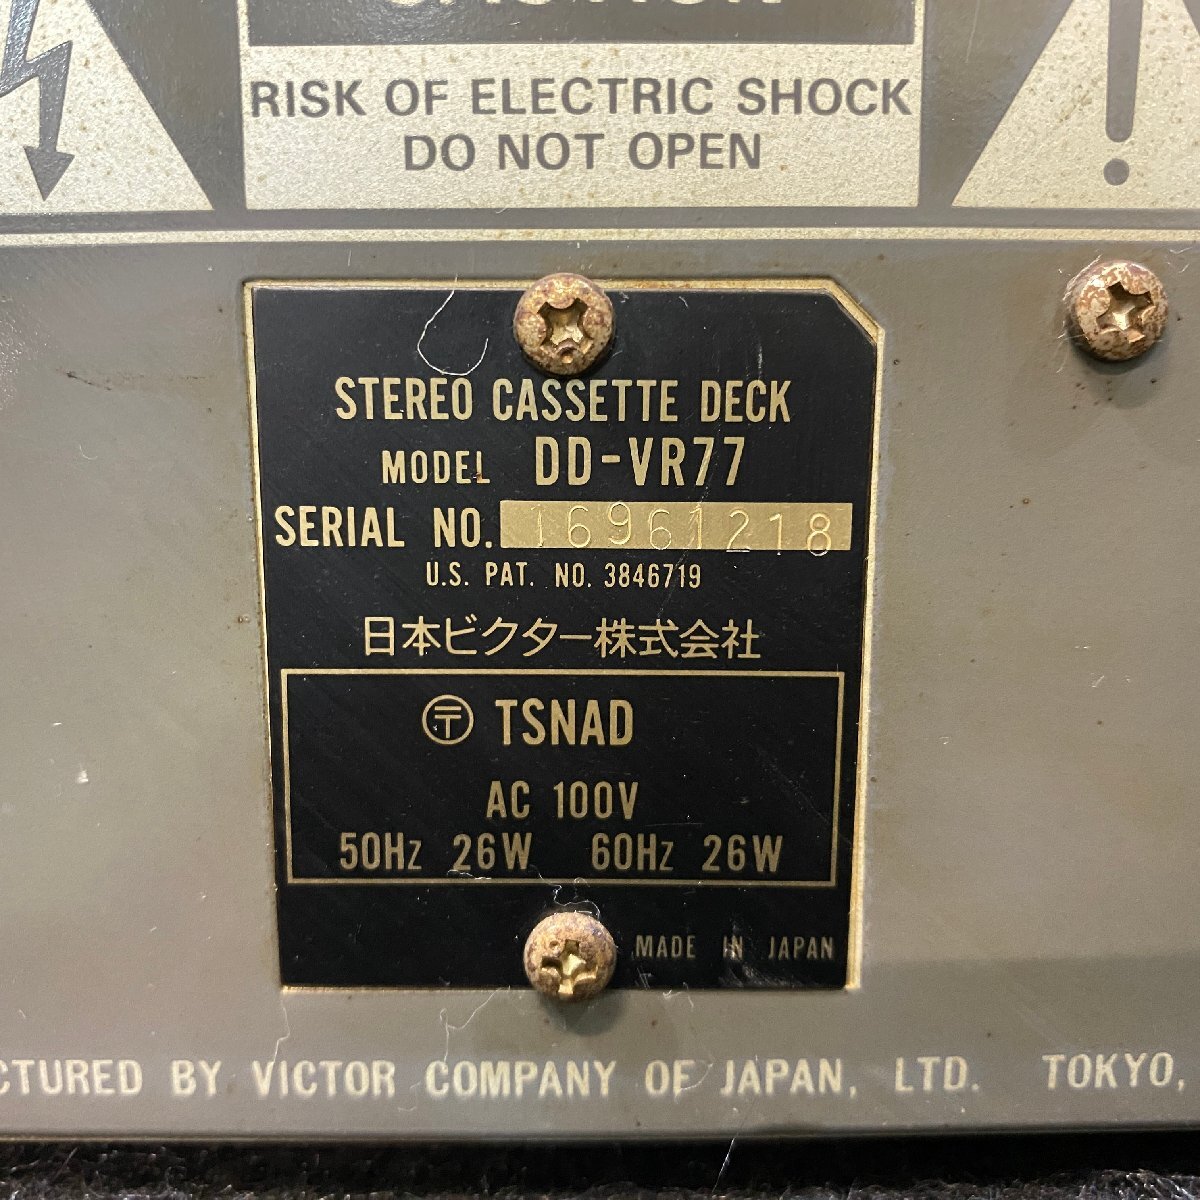 CAUTION
RISK OF ELECTRIC SHOCK
DO NOT OPEN
STEREO CASSETTE DECK
MODEL DD-VR77
SERIAL NO. 16961218
U.S. PAT. NO. 3846719
日本ビクター株式会社
〶 TSNAD
AC 100V
50Hz 26W 60Hz 26W
MADE IN JAPAN
CTURED BY VICTOR COMPANY OF JAPAN, LTD. TOKYO,